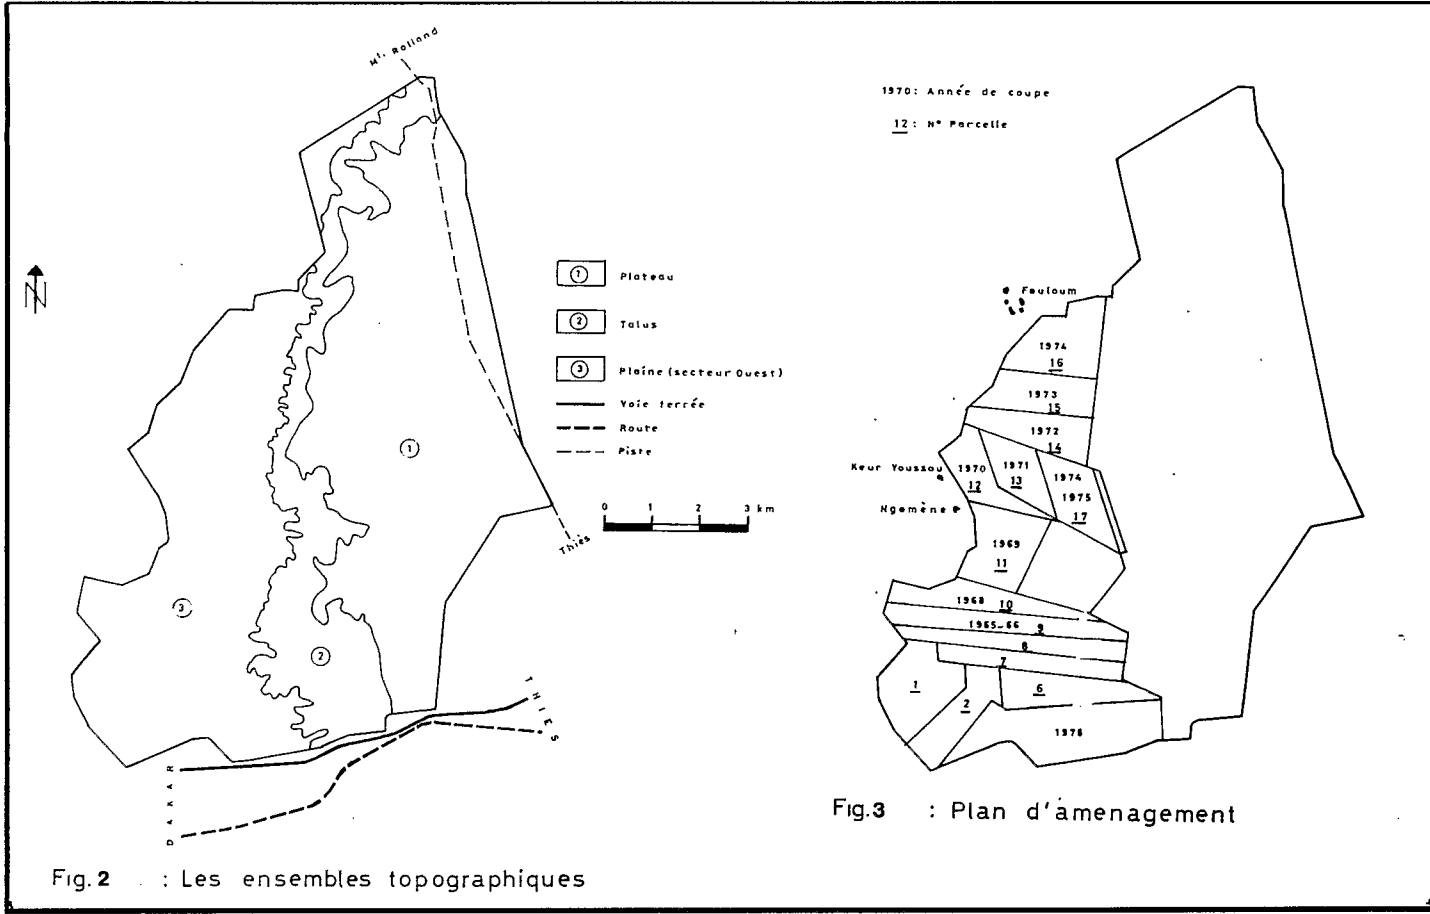 Mt. Rolland
N
1 Plateau
2 Talus
3 Plaine (secteur Ouest)
Voie ferrée
Route
Piste
0 1 2 3 km
1
2
3
Thiès
THIES
DAKAR
Fig.2 : Les ensembles topographiques
1970: Année de coupe
12: N° Parcelle
Fouloum
1974
16
1973
15
1972
14
Keur Youssou
1970
12
1971
13
1974
1975
17
Ngomène
1969
11
1968
10
1965-66
9
8
7
1
2
6
1976
Fig.3 : Plan d'amenagement